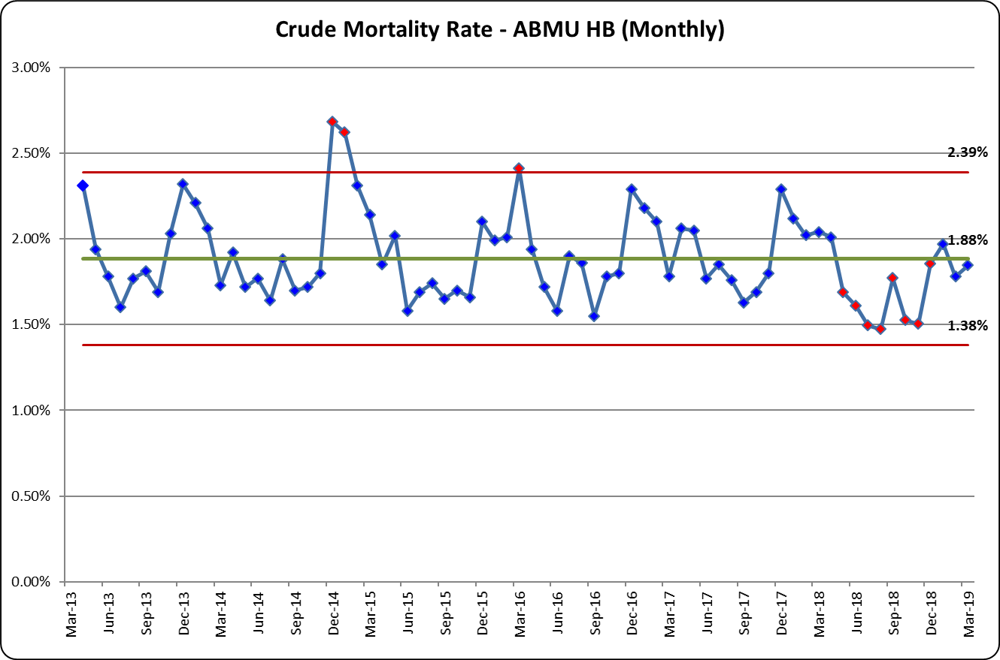 Crude Mortality Rate - ABMU HB (Monthly)
3.00%
2.50%
2.39%
2.00%
1.88%
1.50%
1.38%
1.00%
0.50%
0.00%
Mar-13
Jun-13
Sep-13
Dec-13
Mar-14
Jun-14
Sep-14
Dec-14
Mar-15
Jun-15
Sep-15
Dec-15
Mar-16
Jun-16
Sep-16
Dec-16
Mar-17
Jun-17
Sep-17
Dec-17
Mar-18
Jun-18
Sep-18
Dec-18
Mar-19